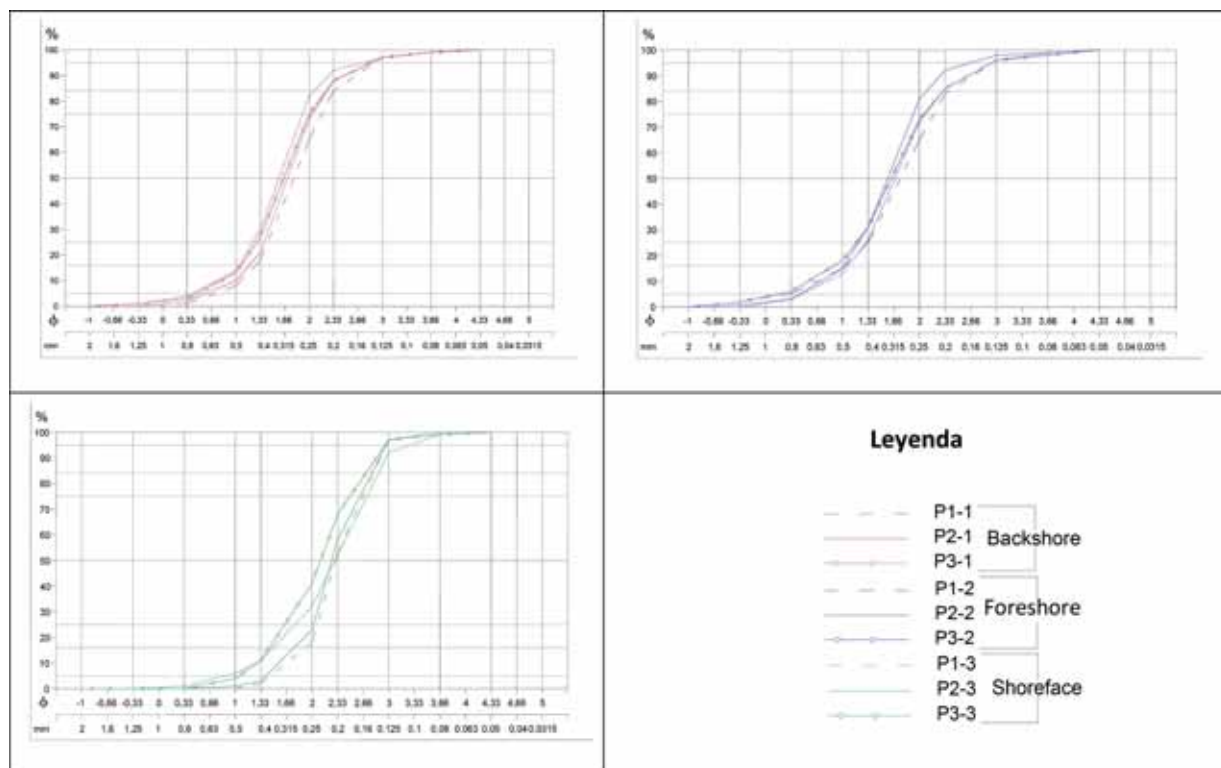 %
100
90
80
70
60
50
40
30
20
10
0
ϕ -1 -0,66 -0,33 0 0,33 0,66 1 1,33 1,66 2 2,33 2,66 3 3,33 3,66 4 4,33 4,66 5
mm 2 1,6 1,25 1 0,8 0,63 0,5 0,4 0,315 0,25 0,2 0,16 0,125 0,1 0,08 0,063 0,05 0,04 0,0315
%
100
90
80
70
60
50
40
30
20
10
0
ϕ -1 -0,66 -0,33 0 0,33 0,66 1 1,33 1,66 2 2,33 2,66 3 3,33 3,66 4 4,33 4,66 5
mm 2 1,6 1,25 1 0,8 0,63 0,5 0,4 0,315 0,25 0,2 0,16 0,125 0,1 0,08 0,063 0,05 0,04 0,0315
%
100
90
80
70
60
50
40
30
20
10
0
ϕ -1 -0,66 -0,33 0 0,33 0,66 1 1,33 1,66 2 2,33 2,66 3 3,33 3,66 4 4,33 4,66 5
mm 2 1,6 1,25 1 0,8 0,63 0,5 0,4 0,315 0,25 0,2 0,16 0,125 0,1 0,08 0,063 0,05 0,04 0,0315
Leyenda
P1-1
P2-1 Backshore
P3-1
P1-2
P2-2 Foreshore
P3-2
P1-3
P2-3 Shoreface
P3-3